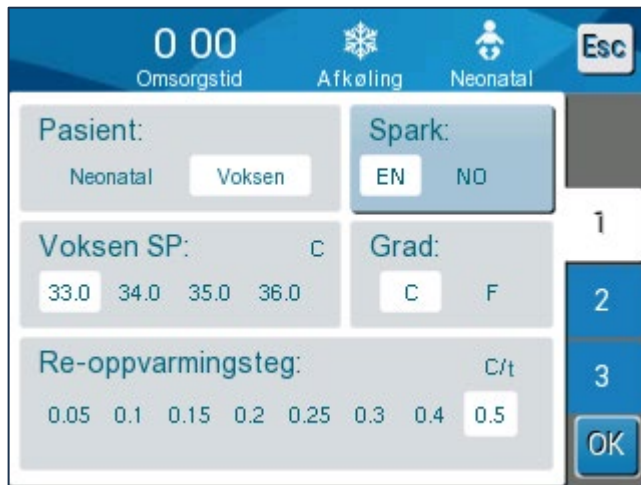 0 00
Omsorgstid
Afkøling
Neonatal
Esc
Pasient:
Neonatal Voksen
Spark:
EN NO
Voksen SP: C
33.0 34.0 35.0 36.0
Grad:
C F
Re-oppvarmingsteg: C/t
0.05 0.1 0.15 0.2 0.25 0.3 0.4 0.5
1
2
3
OK